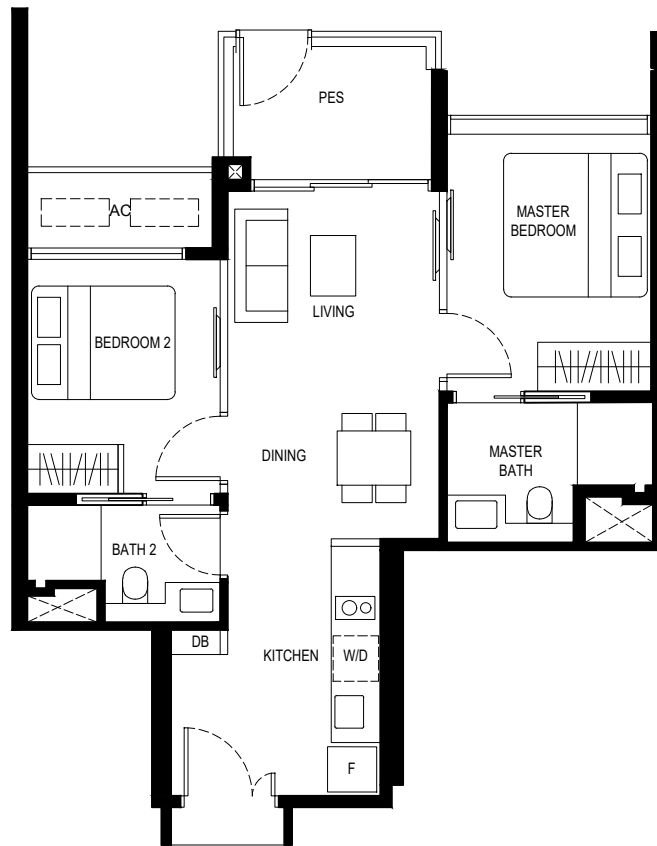 PES
AC
MASTER
BEDROOM
LIVING
BEDROOM 2
DINING
MASTER
BATH
BATH 2
DB
KITCHEN
W/D
F